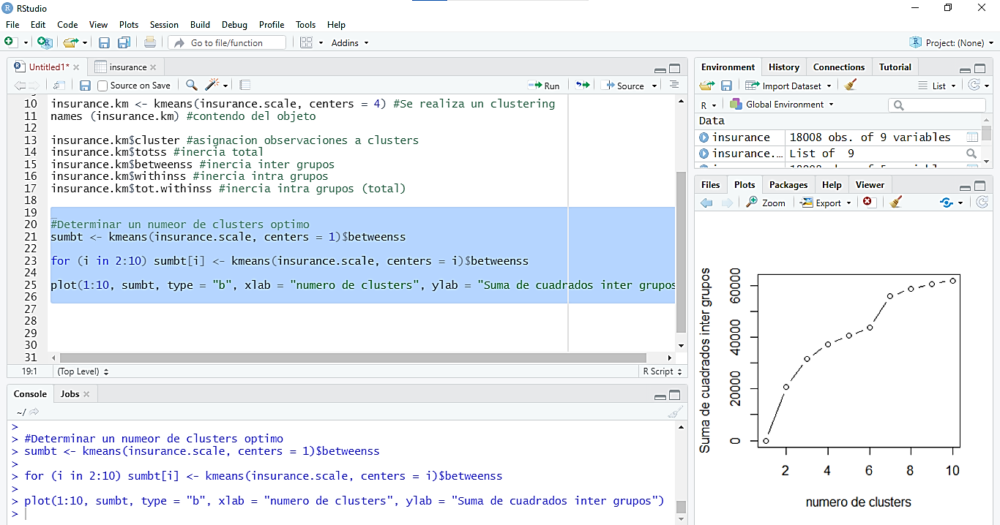 RStudio
File Edit Code View Plots Session Build Debug Profile Tools Help
Go to file/function Addins Project: (None)
Untitled1* insurance
Source on Save Run Source
10 insurance.km <- kmeans(insurance.scale, centers = 4) #Se realiza un clustering
11 names (insurance.km) #contendo del objeto
12
13 insurance.km$cluster #asignacion observaciones a clusters
14 insurance.km$totss #inercia total
15 insurance.km$betweenss #inercia inter grupos
16 insurance.km$withinss #inercia intra grupos
17 insurance.km$tot.withinss #inercia intra grupos (total)
18
19
20 #Determinar un numeor de clusters optimo
21 sumbt <- kmeans(insurance.scale, centers = 1)$betweenss
22
23 for (i in 2:10) sumbt[i] <- kmeans(insurance.scale, centers = i)$betweenss
24
25 plot(1:10, sumbt, type = "b", xlab = "numero de clusters", ylab = "Suma de cuadrados inter grupos
26
27
28
29
30
31
19:1 (Top Level) R Script
Console Jobs
~/
>
> #Determinar un numeor de clusters optimo
> sumbt <- kmeans(insurance.scale, centers = 1)$betweenss
>
> for (i in 2:10) sumbt[i] <- kmeans(insurance.scale, centers = i)$betweenss
>
> plot(1:10, sumbt, type = "b", xlab = "numero de clusters", ylab = "Suma de cuadrados inter grupos")
>
Environment History Connections Tutorial
Import Dataset List
R Global Environment
Data
insurance 18008 obs. of 9 variables
insurance.… List of 9
Files Plots Packages Help Viewer
Zoom Export
Suma de cuadrados inter grupos
60000
40000
20000
0
2 4 6 8 10
numero de clusters